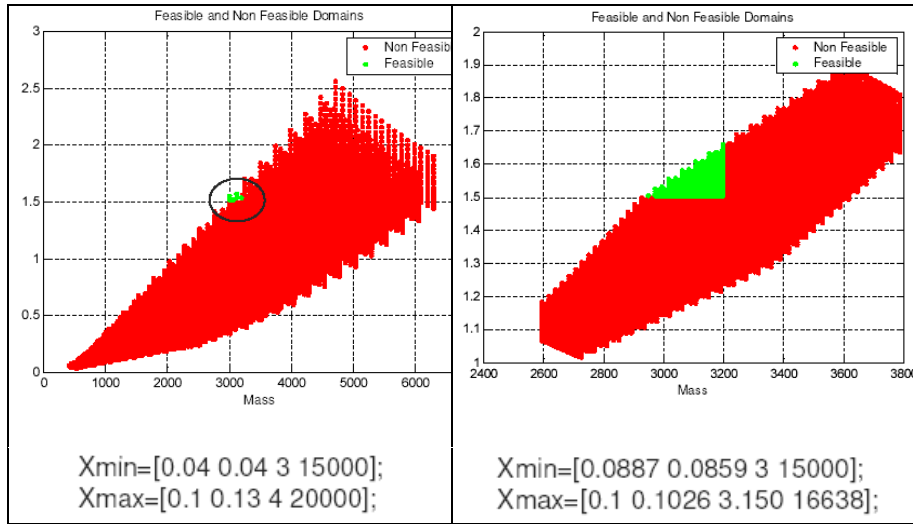 Feasible and Non Feasible Domains
3
2.5
2
1.5
1
0.5
0
Non Feasib
Feasible
0 1000 2000 3000 4000 5000 6000
Mass
Xmin=[0.04 0.04 3 15000];
Xmax=[0.1 0.13 4 20000];
Feasible and Non Feasible Domains
2
1.9
1.8
1.7
1.6
1.5
1.4
1.3
1.2
1.1
1
Non Feasible
Feasible
2400 2600 2800 3000 3200 3400 3600 3800
Mass
Xmin=[0.0887 0.0859 3 15000];
Xmax=[0.1 0.1026 3.150 16638];